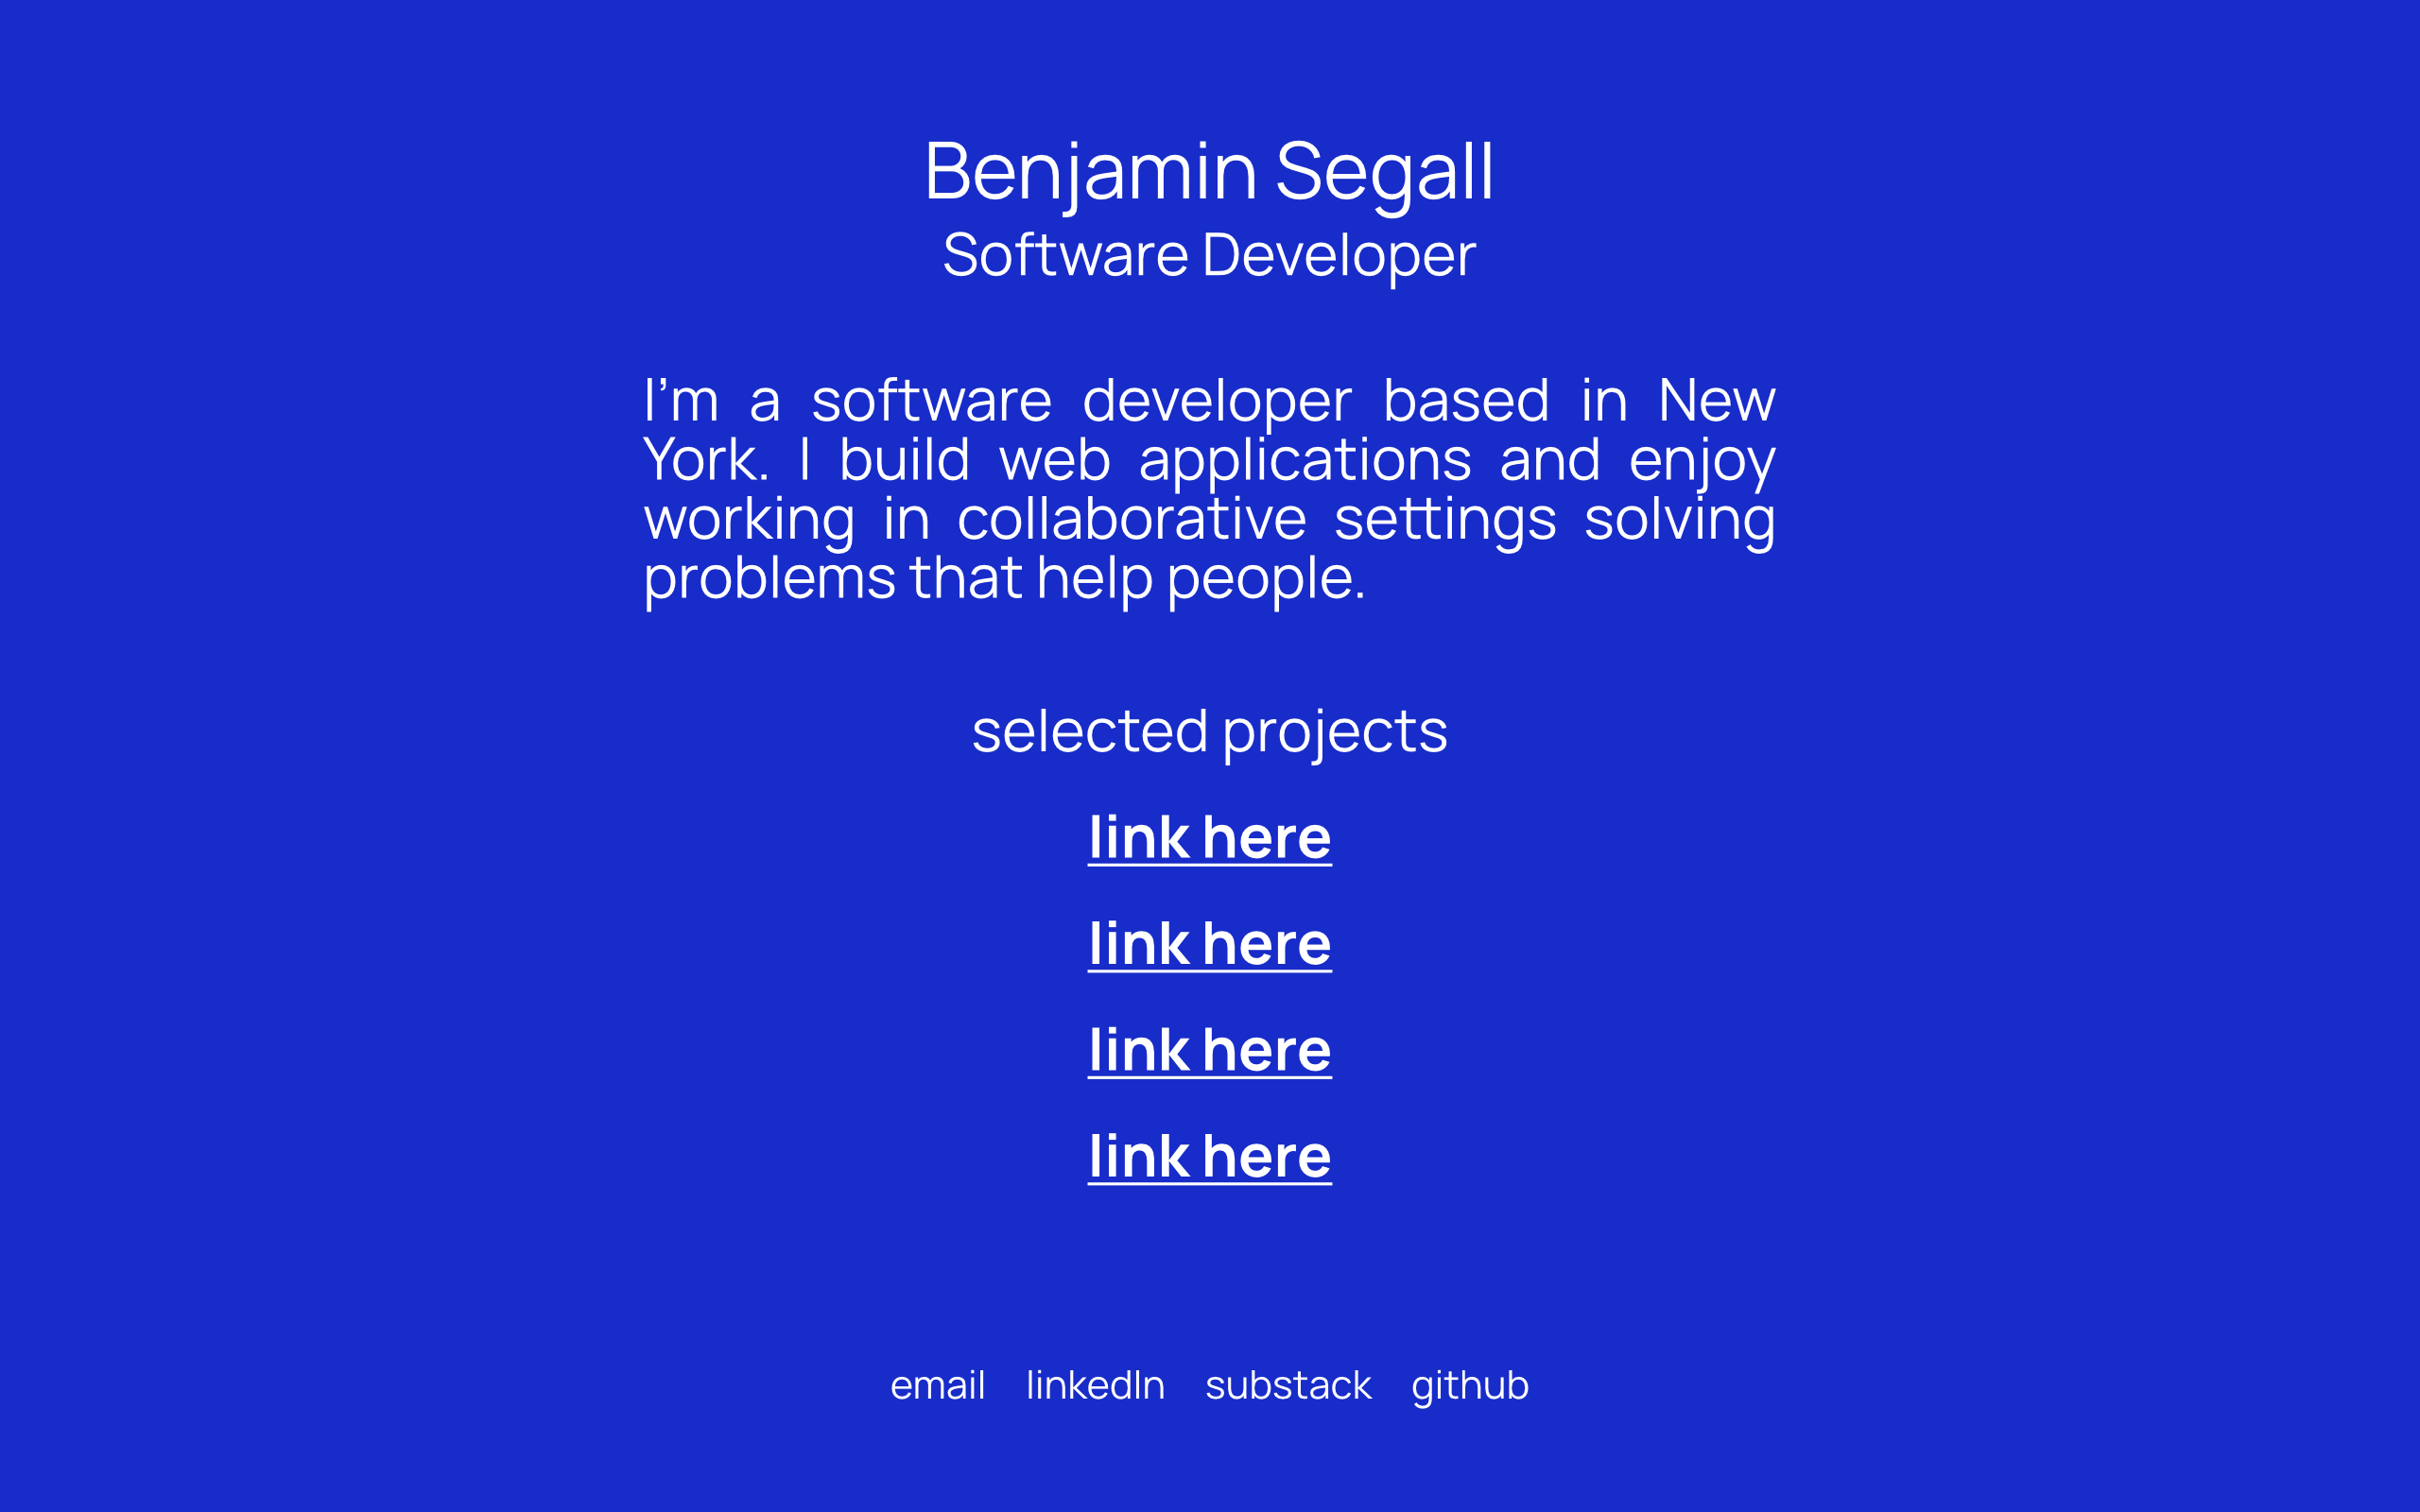 Benjamin Segall
Software Developer
I’m a software developer based in New
York. I build web applications and enjoy
working in collaborative settings solving
problems that help people.
selected projects
link here
link here
link here
link here
email linkedIn substack github